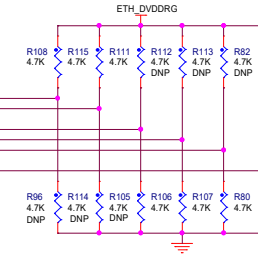 ETH_DVDDRG
R108 R115 R111 R112 R113 R82
4.7K 4.7K 4.7K 4.7K 4.7K 4.7K
DNP DNP DNP
R96 R114 R105 R106 R107 R80
4.7K 4.7K 4.7K 4.7K 4.7K 4.7K
DNP DNP DNP